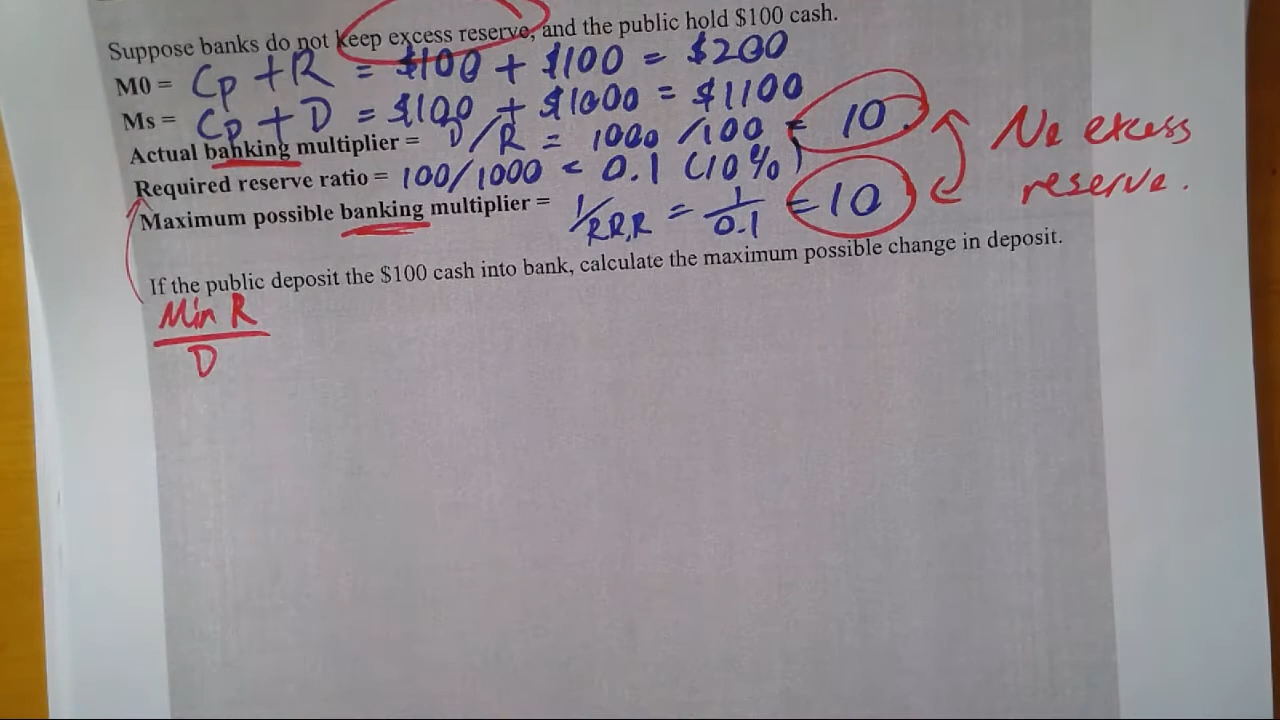 Suppose banks do not keep excess reserve, and the public hold $100 cash.
M0 = Cp + R = $100 + $100 = $200
Ms = Cp + D = $100 + $1000 = $1100
Actual banking multiplier = D/R = 1000/100 = 10
No excess reserve.
Required reserve ratio = 100/1000 = 0.1 (10%)
Maximum possible banking multiplier = 1/RRR = 1/0.1 = 10
If the public deposit the $100 cash into bank, calculate the maximum possible change in deposit.
Min R
D